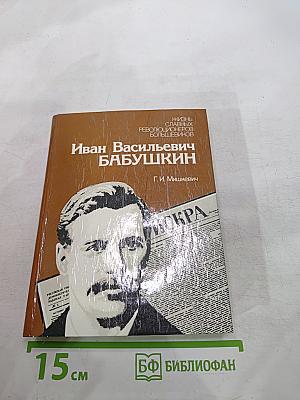 ЖИЗНЬ
СЛАВНЫХ
РЕВОЛЮЦИОНЕРОВ
БОЛЬШЕВИКОВ
Иван Васильевич
БАБУШКИН
Г. И. Мишкевич
ИСКРА
15 см
БФ БИБЛИОФАН